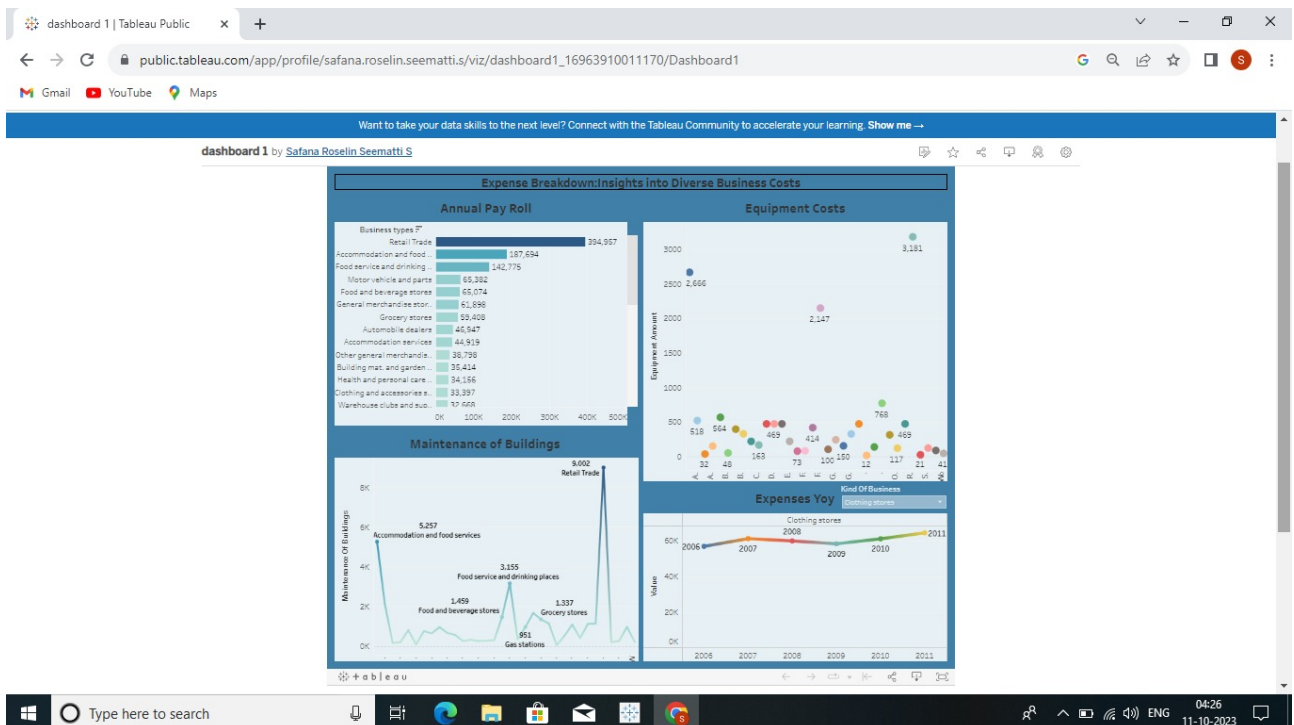 dashboard 1 | Tableau Public
public.tableau.com/app/profile/safana.roselin.seematti.s/viz/dashboard1_16963910011170/Dashboard1
G
S
Gmail YouTube Maps
Want to take your data skills to the next level? Connect with the Tableau Community to accelerate your learning. Show me →
dashboard 1 by Safana Roselin Seematti S
Expense Breakdown:Insights into Diverse Business Costs
Annual Pay Roll
Business types
Retail Trade 394,957
Accommodation and food .. 187,694
Food service and drinking .. 142,775
Motor vehicle and parts 65,382
Food and beverage stores 65,074
General merchandise stor.. 61,898
Grocery stores 59,408
Automobile dealers 46,947
Accommodation services 44,919
Other general merchandis.. 38,798
Building mat. and garden .. 35,414
Health and personal care .. 34,156
Clothing and accessories s.. 33,397
Warehouse clubs and sup.. 32,668
0K 100K 200K 300K 400K 500K
Equipment Costs
Equipment Amount
3000
2500
2000
1500
1000
500
0
3,181
2,666
2,147
768
518 564 469 414 469
163 150
32 48 73 100 12 117 21 41
A. A. B. B. C. D. E. F. F. G. G. O. R. S.
Maintenance of Buildings
Maintenance Of Buildings
8K
6K
4K
2K
0K
9,002
Retail Trade
5,257
Accommodation and food services
3,155
Food service and drinking places
1,459
Food and beverage stores
1,337
Grocery stores
951
Gas stations
Expenses Yoy
Kind Of Business
Clothing stores
Clothing stores
Value
60K
40K
20K
0K
2006 2007 2008 2009 2010 2011
2006 2007 2008 2009 2010 2011
+ a b | e a u
Type here to search
ENG
04:26
11-10-2023